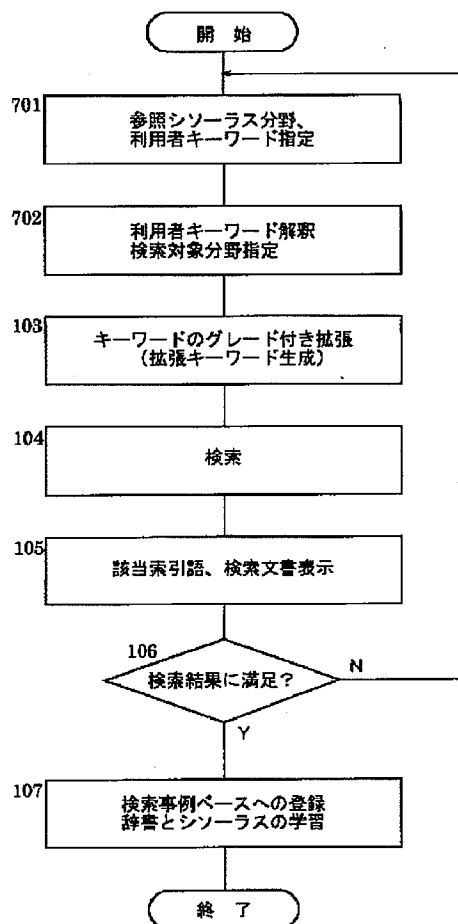 開 始
701
参照シソーラス分野、
利用者キーワード指定
702
利用者キーワード解釈
検索対象分野指定
103
キーワードのグレード付き拡張
(拡張キーワード生成)
104
検索
105
該当索引語、検索文書表示
106
検索結果に満足?
N
Y
107
検索事例ベースへの登録
辞書とシソーラスの学習
終 了